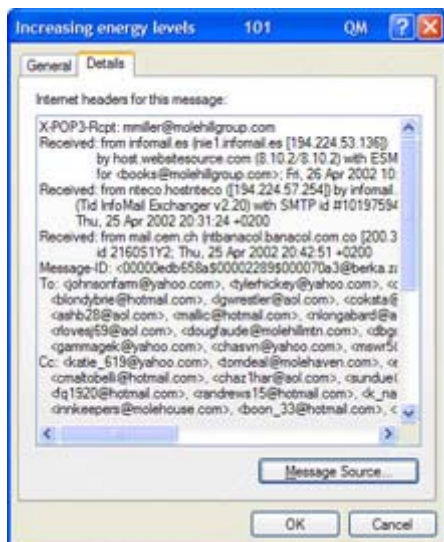 Increasing energy levels 101 QM
General Details
Internet headers for this message:
X-POP3-Rcpt: mmiller@molehillgroup.com
Received: from infomail.es (nie1.infomail.es [194.224.53.136])
by host.websitesource.com (8.10.2/8.10.2) with ESM
for <books@molehillgroup.com>; Fri, 26 Apr 2002 10:
Received: from nteco.hostnteco ([194.224.57.254]) by infomail.
(Tid InfoMail Exchanger v2.20) with SMTP id #10197594
Thu, 25 Apr 2002 20:31:24 +0200
Received: from mail.cem.ch (ntbanacol.banacol.com.co [200.3
id 2160S1Y2; Thu, 25 Apr 2002 20:42:51 +0200
Message-ID: <00000edb658a$00002289$000070a3@berka.za
To: <johnsonfarm@yahoo.com>, <tylerhickey@yahoo.com>, <c
<blondybrie@hotmail.com>, <lgwrestler@aol.com>, <coksta@
<ashb28@aol.com>, <mallic@hotmail.com>, <nlongabard@a
<rlovesj69@aol.com>, <dougfaude@molehillmtn.com>, <dbg
<gammagek@yahoo.com>, <chasvn@yahoo.com>, <mswr5(
Cc: <katie_619@yahoo.com>, <tomdeal@molehaven.com>, <e
<cmaltobelli@hotmail.com>, <chaz1har@aol.com>, <sundue(
<fq1920@hotmail.com>, <randrews15@hotmail.com>, <k_na
<innkeepers@molehouse.com>, <boon_33@hotmail.com>, <
Message Source...
OK Cancel